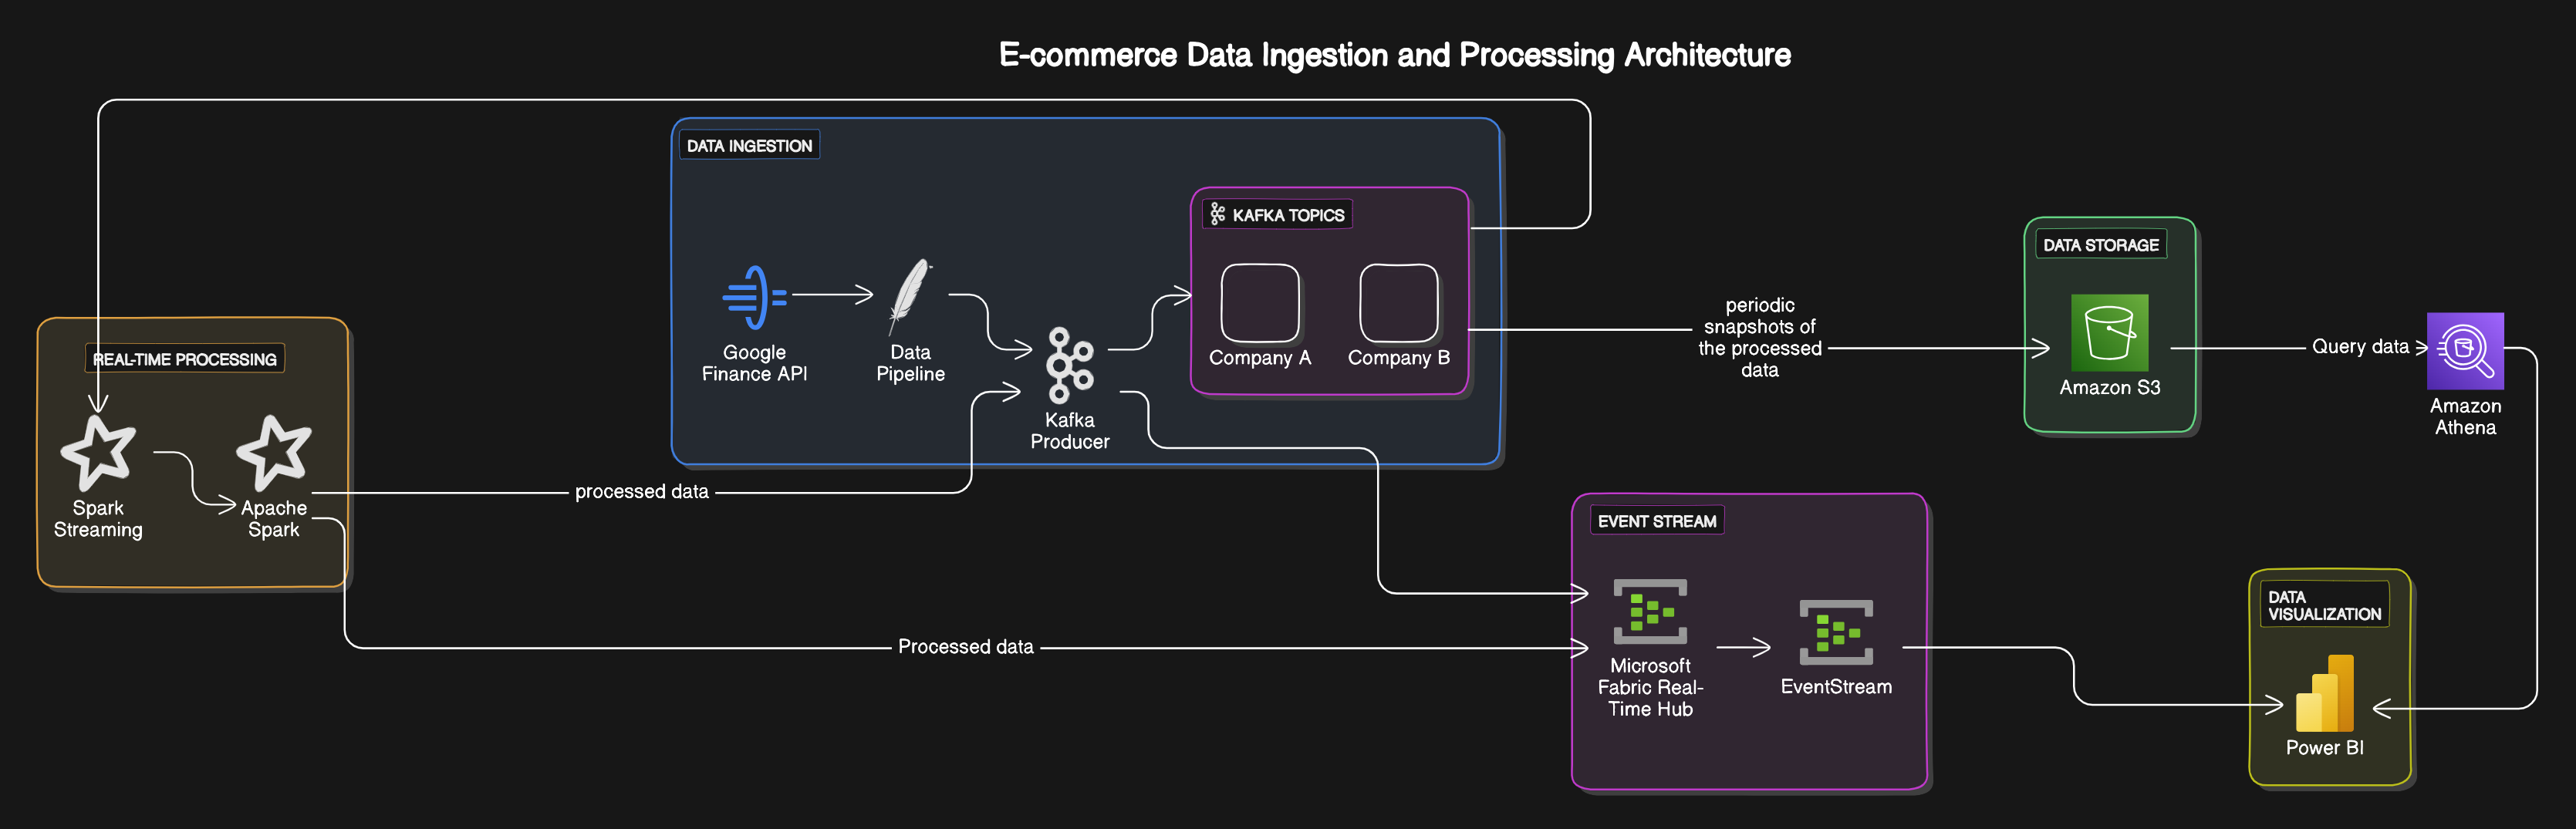 E-commerce Data Ingestion and Processing Architecture
DATA INGESTION
KAFKA TOPICS
Google
Finance API
Data
Pipeline
Kafka
Producer
Company A
Company B
REAL-TIME PROCESSING
Spark
Streaming
Apache
Spark
processed data
Processed data
periodic
snapshots of
the processed
data
DATA STORAGE
Amazon S3
Query data
Amazon
Athena
EVENT STREAM
Microsoft
Fabric Real-
Time Hub
EventStream
DATA
VISUALIZATION
Power BI